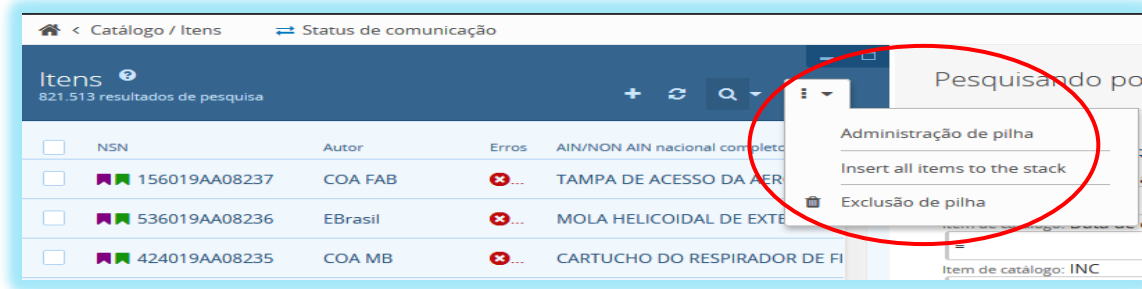 < Catálogo / Itens Status de comunicação
Itens
821.513 resultados de pesquisa
Pesquisando po
Administração de pilha
Insert all items to the stack
Exclusão de pilha
NSN Autor Erros AIN/NON AIN nacional completo
156019AA08237 COA FAB ... TAMPA DE ACESSO DA AER
536019AA08236 EBrasil ... MOLA HELICOIDAL DE EXTE
424019AA08235 COA MB ... CARTUCHO DO RESPIRADOR DE FI
=
Item de catálogo: INC